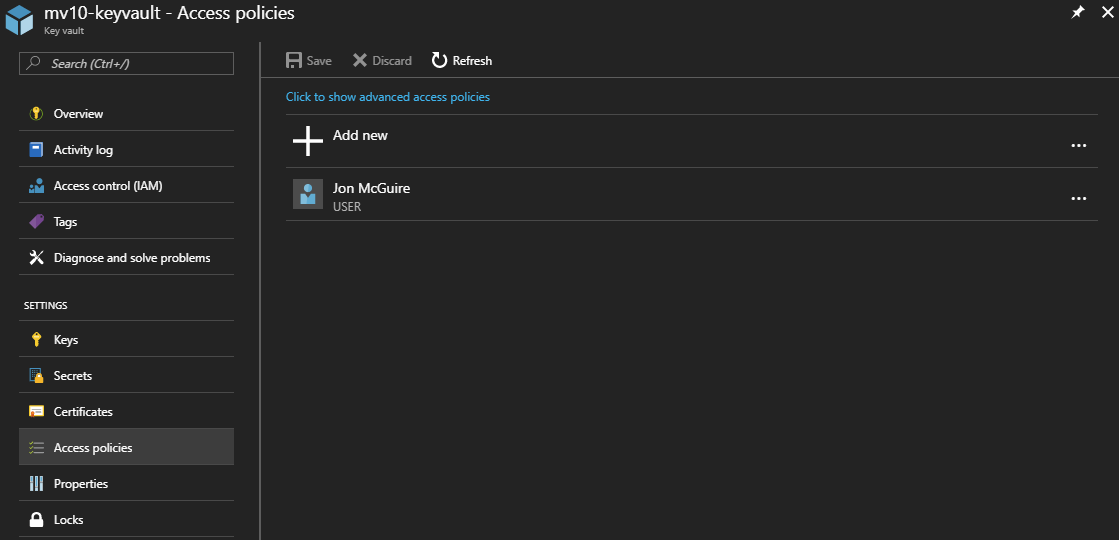 mv10-keyvault - Access policies
Key vault
Search (Ctrl+/)
Overview
Activity log
Access control (IAM)
Tags
Diagnose and solve problems
SETTINGS
Keys
Secrets
Certificates
Access policies
Properties
Locks
Save Discard Refresh
Click to show advanced access policies
Add new
...
Jon McGuire
USER
...